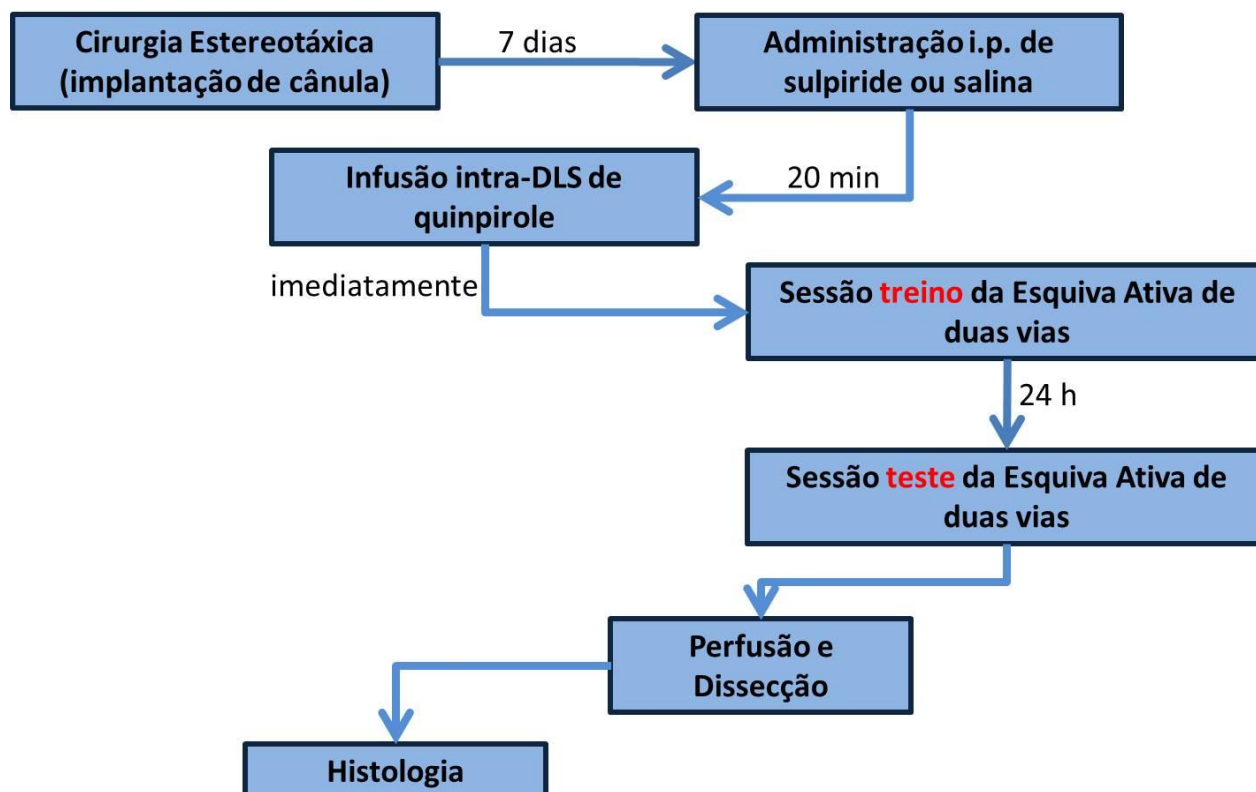 Cirurgia Estereotáxica
(implantação de cânula)
7 dias
Administração i.p. de
sulpiride ou salina
20 min
Infusão intra-DLS de
quinpirole
imediatamente
Sessão treino da Esquiva Ativa de
duas vias
24 h
Sessão teste da Esquiva Ativa de
duas vias
Perfusão e
Dissecção
Histologia